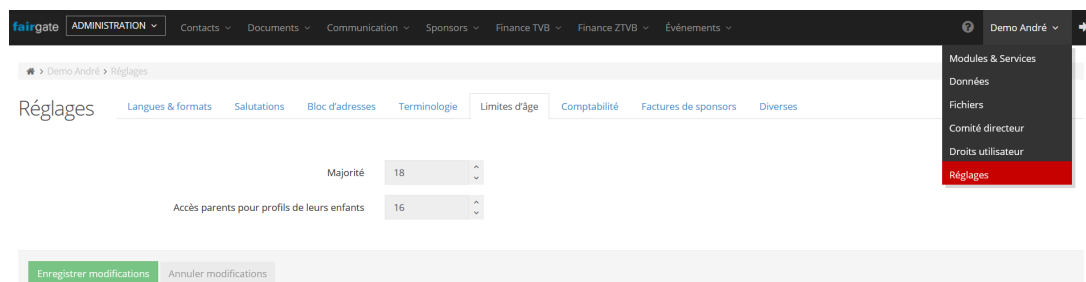 fairgate ADMINISTRATION Contacts Documents Communication Sponsors Finance TVB Finance ZTVB Événements Demo André
Modules & Services
> Demo André > Réglages
Données
Réglages Langues & formats Salutations Bloc d'adresses Terminologie Limites d'âge Comptabilité Factures de sponsors Diverses
Fichiers
Comité directeur
Droits utilisateur
Réglages
Majorité 18
Accès parents pour profils de leurs enfants 16
Enregistrer modifications Annuler modifications